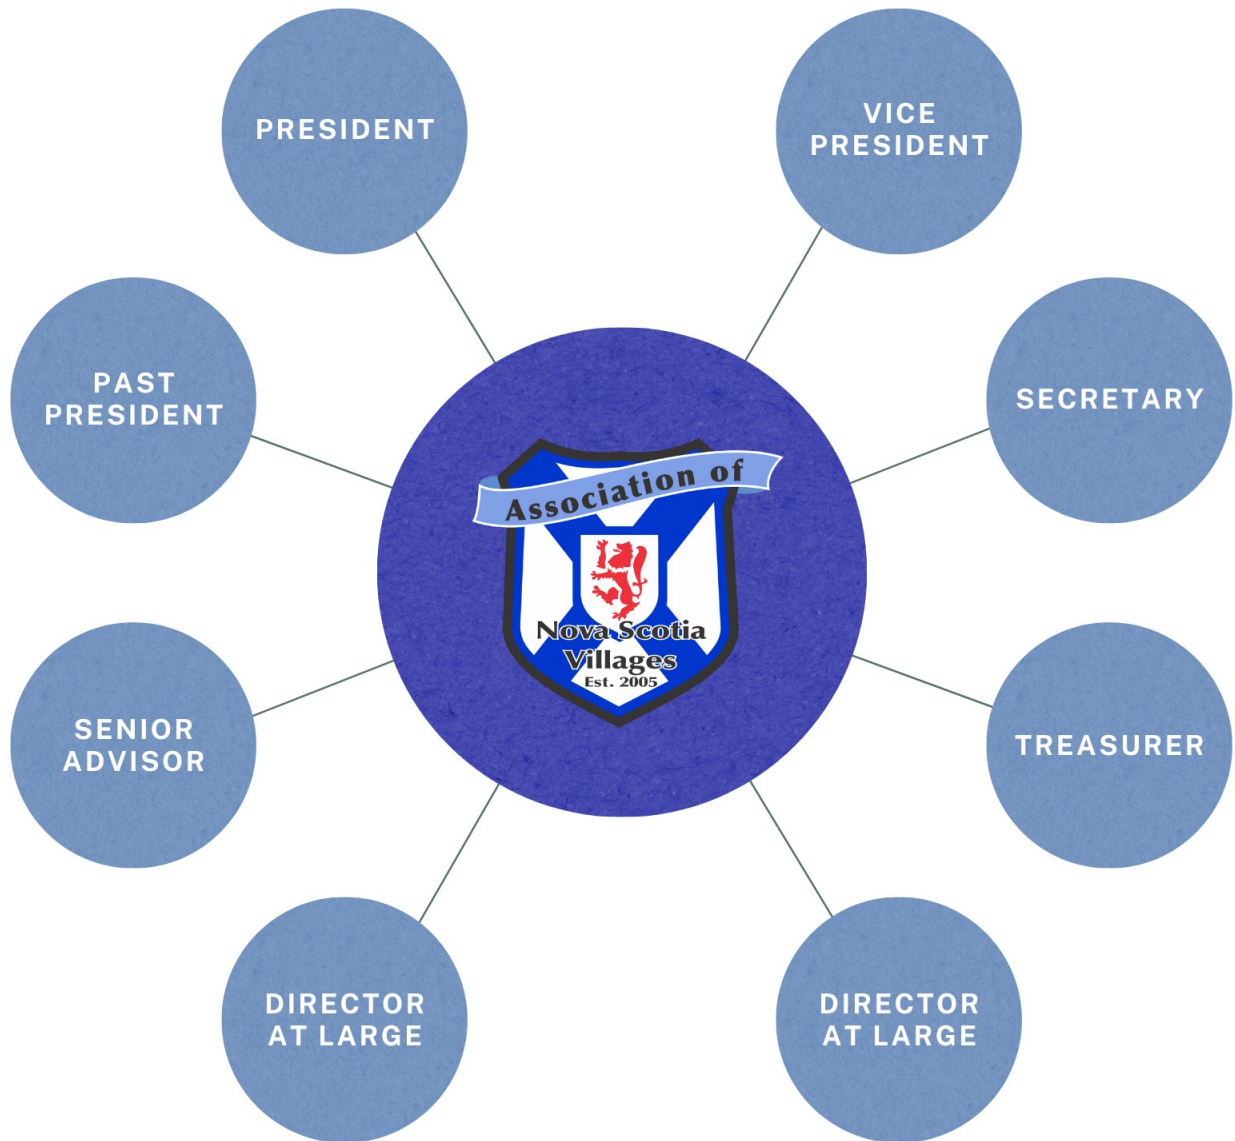 PRESIDENT
VICE
PRESIDENT
PAST
PRESIDENT
SECRETARY
Association of
Nova Scotia
Villages
Est. 2005
SENIOR
ADVISOR
TREASURER
DIRECTOR
AT LARGE
DIRECTOR
AT LARGE